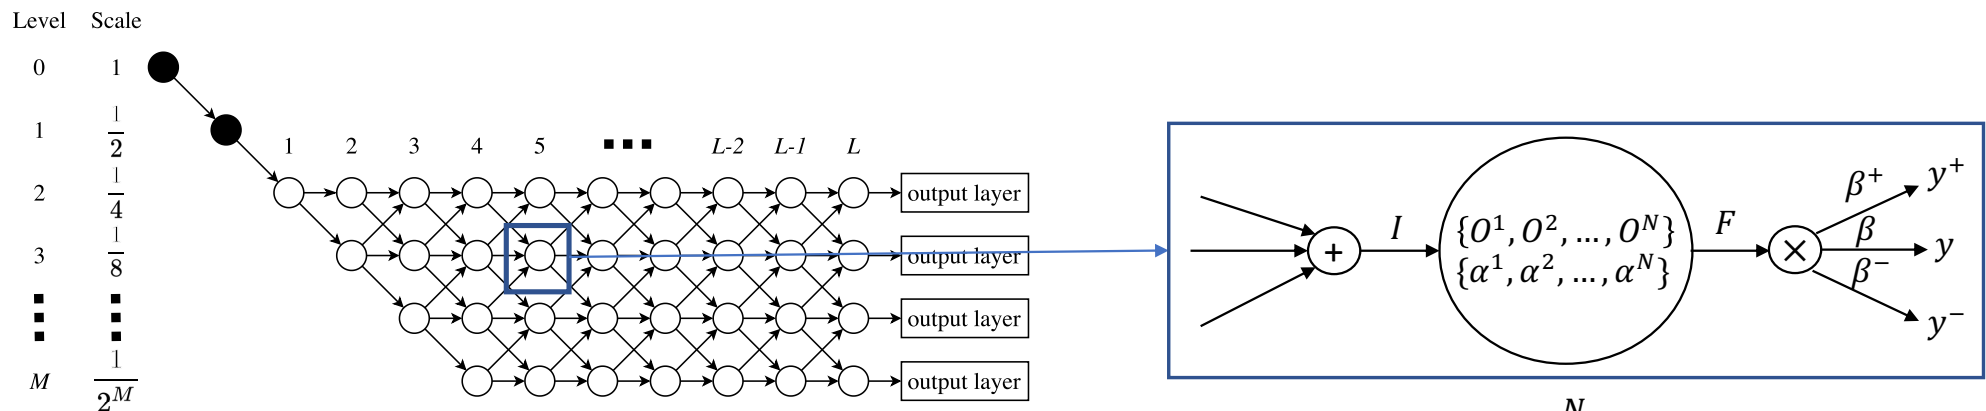 Level Scale
0 1
1 1/2
1 2 3 4 5 ... L-2 L-1 L
2 1/4 output layer
3 1/8 output layer
output layer
M 1/2^M output layer
I {O^1, O^2, ..., O^N} F
+ {α^1, α^2, ..., α^N} ×
β^+ y^+
β y
β^- y^-
N